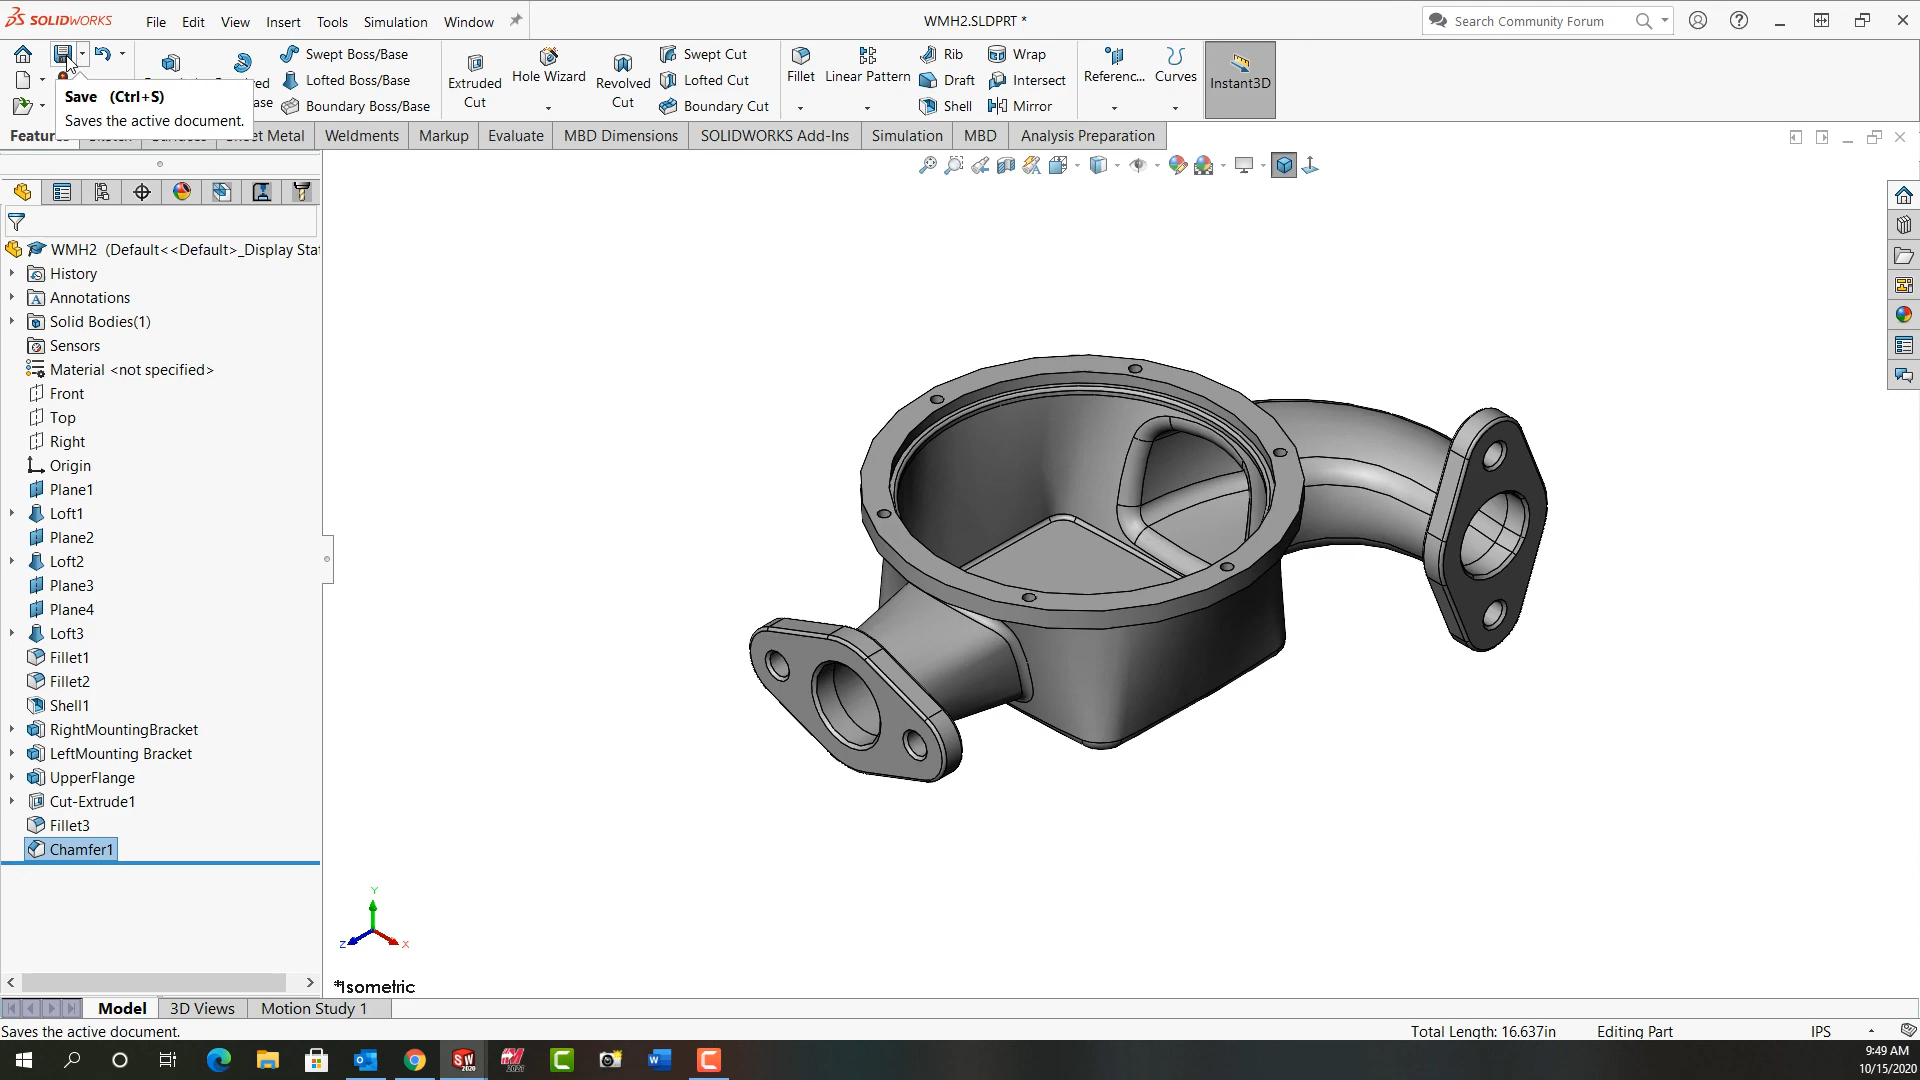 SOLIDWORKS
File Edit View Insert Tools Simulation Window
WMH2.SLDPRT *
Search Community Forum
Swept Boss/Base
Lofted Boss/Base
Boundary Boss/Base
Extruded
Cut
Hole Wizard
Revolved
Cut
Swept Cut
Lofted Cut
Boundary Cut
Fillet
Linear Pattern
Rib
Draft
Shell
Wrap
Intersect
Mirror
Referenc...
Curves
Instant3D
Save (Ctrl+S)
Saves the active document.
Weldments Markup Evaluate MBD Dimensions SOLIDWORKS Add-Ins Simulation MBD Analysis Preparation
WMH2 (Default<<Default>_Display Stat
History
Annotations
Solid Bodies(1)
Sensors
Material <not specified>
Front
Top
Right
Origin
Plane1
Loft1
Plane2
Loft2
Plane3
Plane4
Loft3
Fillet1
Fillet2
Shell1
RightMountingBracket
LeftMounting Bracket
UpperFlange
Cut-Extrude1
Fillet3
Chamfer1
Y
Z
X
*Isometric
Model 3D Views Motion Study 1
Saves the active document.
Total Length: 16.637in Editing Part IPS
9:49 AM
10/15/2020